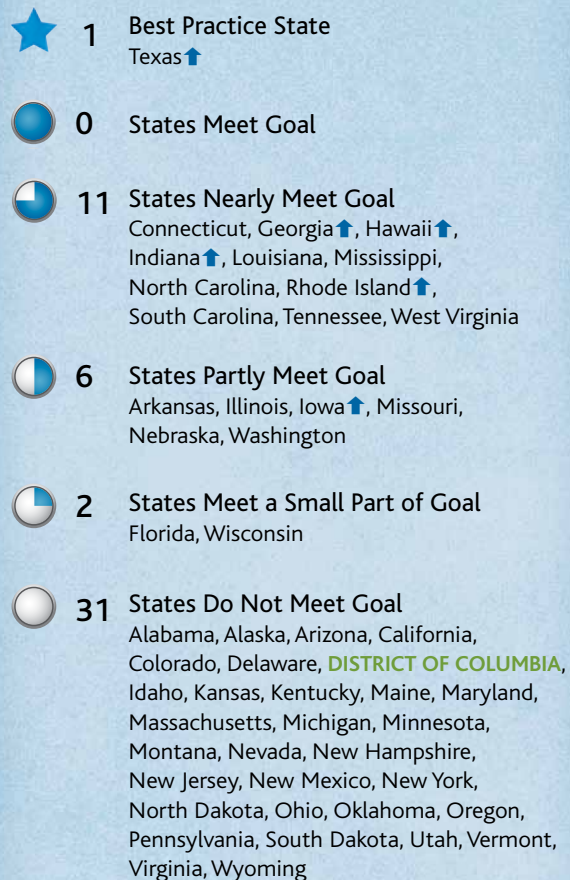 1 Best Practice State
Texas⬆
0 States Meet Goal
11 States Nearly Meet Goal
Connecticut, Georgia⬆, Hawaii⬆,
Indiana⬆, Louisiana, Mississippi,
North Carolina, Rhode Island⬆,
South Carolina, Tennessee, West Virginia
6 States Partly Meet Goal
Arkansas, Illinois, Iowa⬆, Missouri,
Nebraska, Washington
2 States Meet a Small Part of Goal
Florida, Wisconsin
31 States Do Not Meet Goal
Alabama, Alaska, Arizona, California,
Colorado, Delaware, DISTRICT OF COLUMBIA,
Idaho, Kansas, Kentucky, Maine, Maryland,
Massachusetts, Michigan, Minnesota,
Montana, Nevada, New Hampshire,
New Jersey, New Mexico, New York,
North Dakota, Ohio, Oklahoma, Oregon,
Pennsylvania, South Dakota, Utah, Vermont,
Virginia, Wyoming